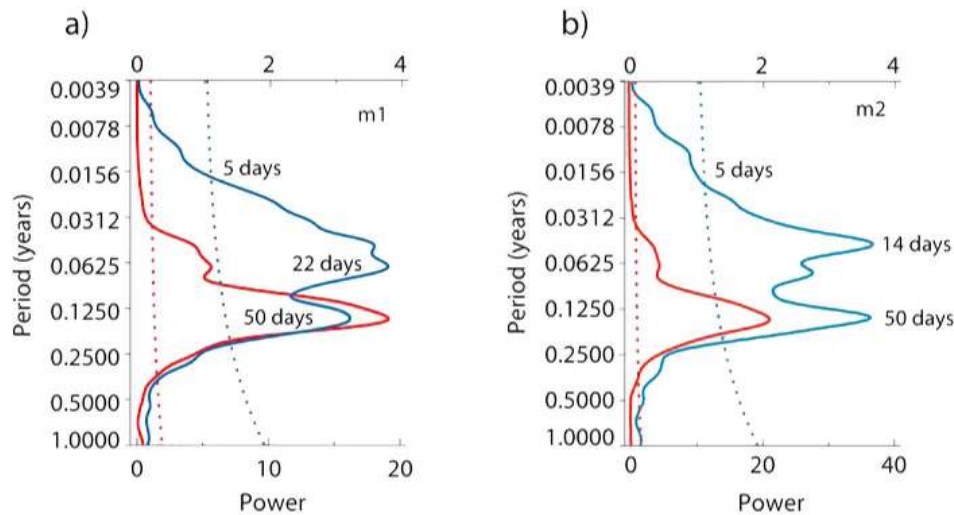 a)
0 2 4
m1
0.0039
0.0078
0.0156
0.0312
0.0625
0.1250
0.2500
0.5000
1.0000
Period (years)
5 days
22 days
50 days
0 10 20
Power
b)
0 2 4
m2
0.0039
0.0078
0.0156
0.0312
0.0625
0.1250
0.2500
0.5000
1.0000
Period (years)
5 days
14 days
50 days
0 20 40
Power